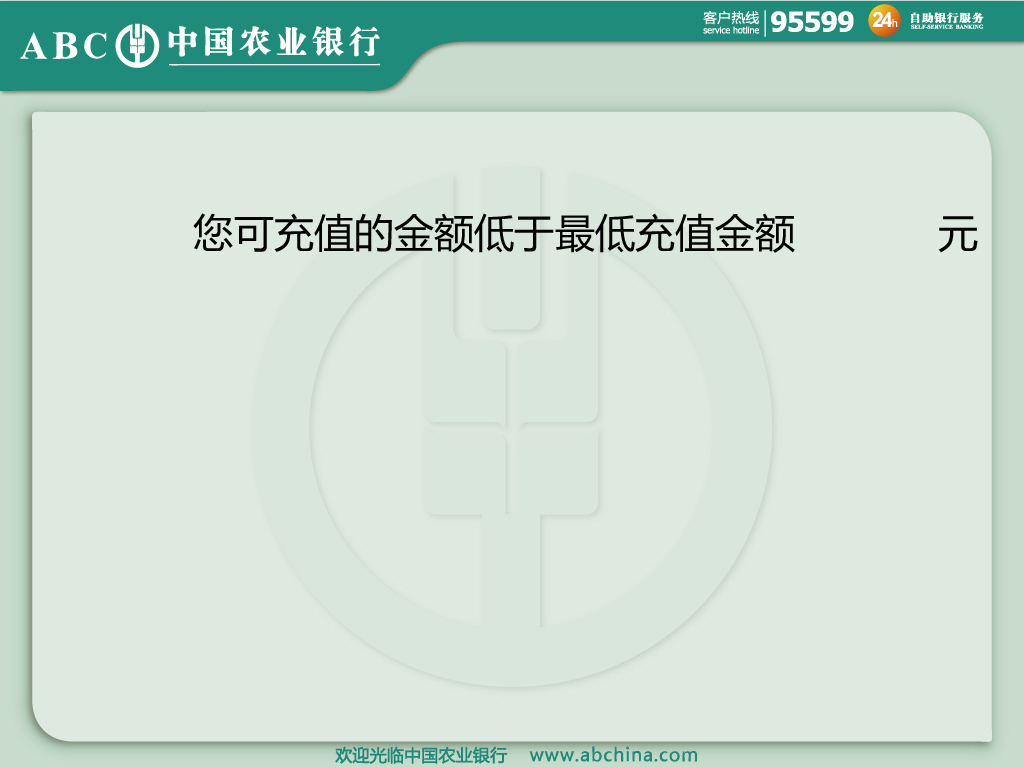 ABC 中国农业银行
客户热线
service hotline
95599
24h
自助银行服务
SELF-SERVICE BANKING
您可充值的金额低于最低充值金额 元
欢迎光临中国农业银行 www.abchina.com